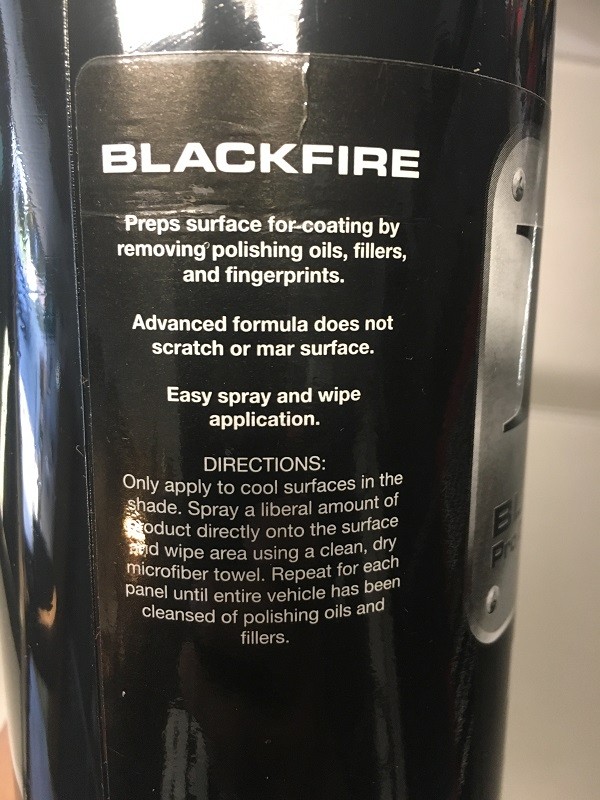 BLACKFIRE
Preps surface for coating by
removing polishing oils, fillers,
and fingerprints.
Advanced formula does not
scratch or mar surface.
Easy spray and wipe
application.
DIRECTIONS:
Only apply to cool surfaces in the
shade. Spray a liberal amount of
product directly onto the surface
and wipe area using a clean, dry
microfiber towel. Repeat for each
panel until entire vehicle has been
cleansed of polishing oils and
fillers.